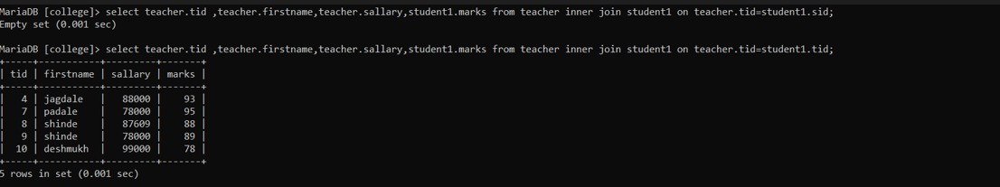 MariaDB [college]> select teacher.tid ,teacher.firstname,teacher.sallary,student1.marks from teacher inner join student1 on teacher.tid=student1.sid;
Empty set (0.001 sec)
MariaDB [college]> select teacher.tid ,teacher.firstname,teacher.sallary,student1.marks from teacher inner join student1 on teacher.tid=student1.tid;
+-----+-----------+---------+-------+
| tid | firstname | sallary | marks |
+-----+-----------+---------+-------+
|   4 | jagdale   |   88000 |    93 |
|   7 | padale    |   78000 |    95 |
|   8 | shinde    |   87609 |    88 |
|   9 | shinde    |   78000 |    89 |
|  10 | deshmukh  |   99000 |    78 |
+-----+-----------+---------+-------+
5 rows in set (0.001 sec)